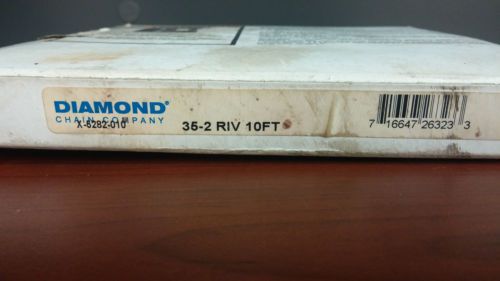 DIAMOND®
CHAIN COMPANY
X-5282-010
35-2 RIV 10FT
7 16647 26323 3